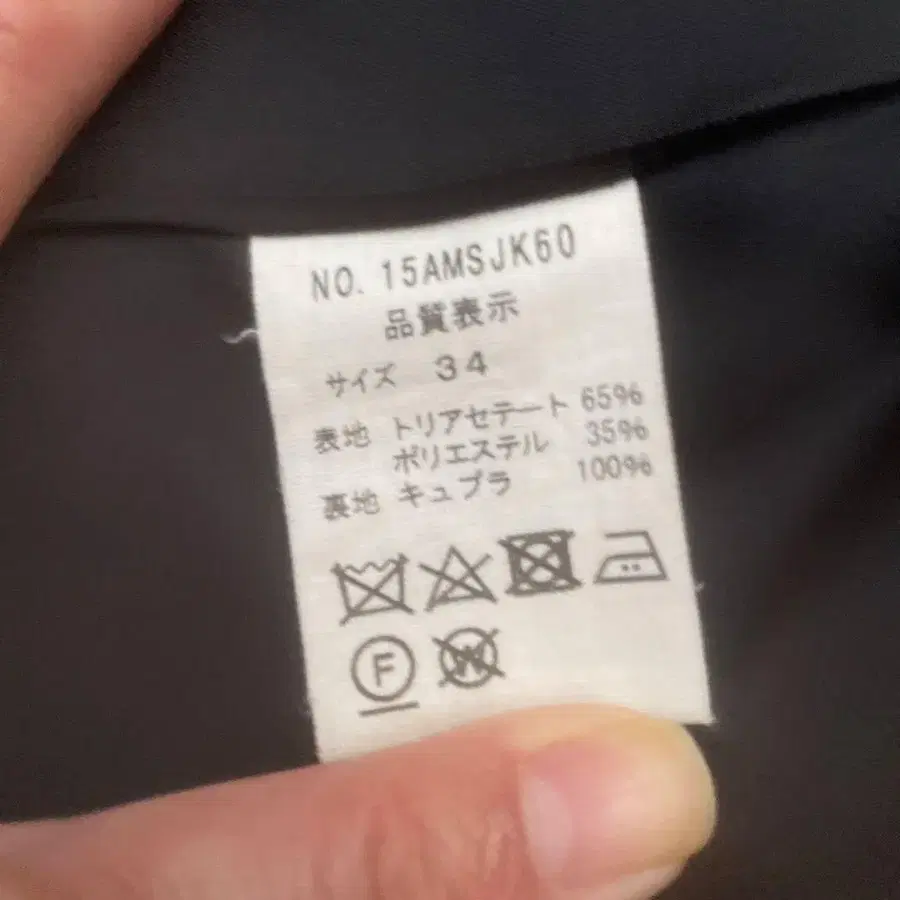 NO. 15AMSJK60
品質表示
サイズ 34
表地 トリアセテート 65%
ポリエステル 35%
裏地 キュプラ 100%
F W